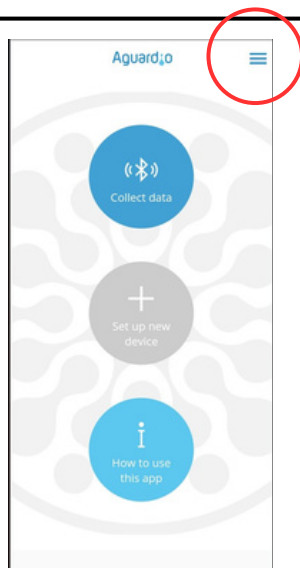 Aguardio
Collect data
Set up new
device
How to use
this app